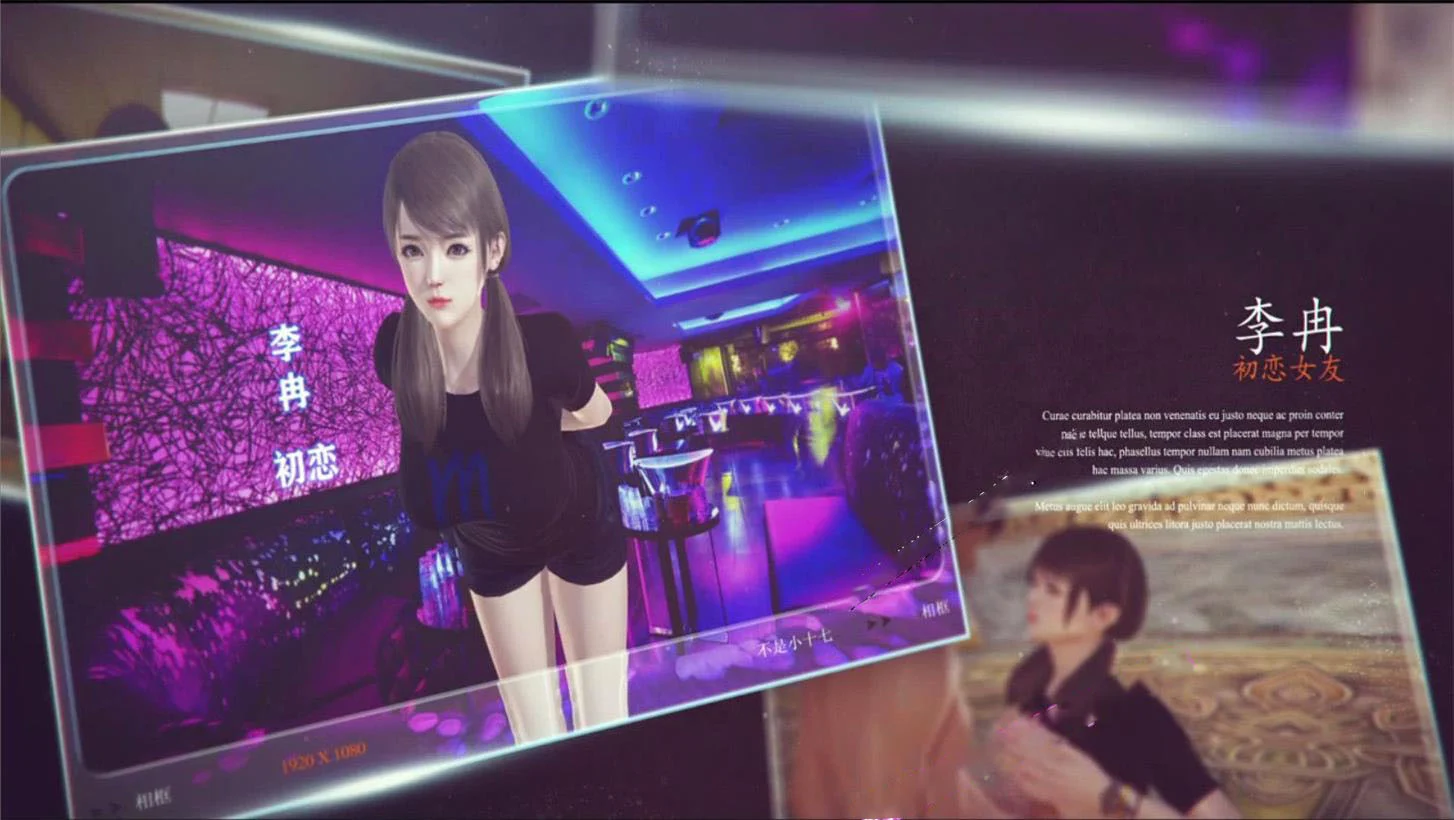 李
冉
初恋
m
不是小十七
相框
1920 X 1080
相框
李冉
初恋女友
Curae curabitur platea non venenatis eu justo neque ac proin conter
tellque tellus, tempor class est placerat magna per tempor
felis hac, phasellus tempor nullam nam cubilia metus platea
hac massa varius. Quis egestas donec imperdiet sodales.
Metus augue elit leo gravida ad pulvinar neque nunc dictum, quisque
quis ultrices litora justo placerat nostra mattis lectus.